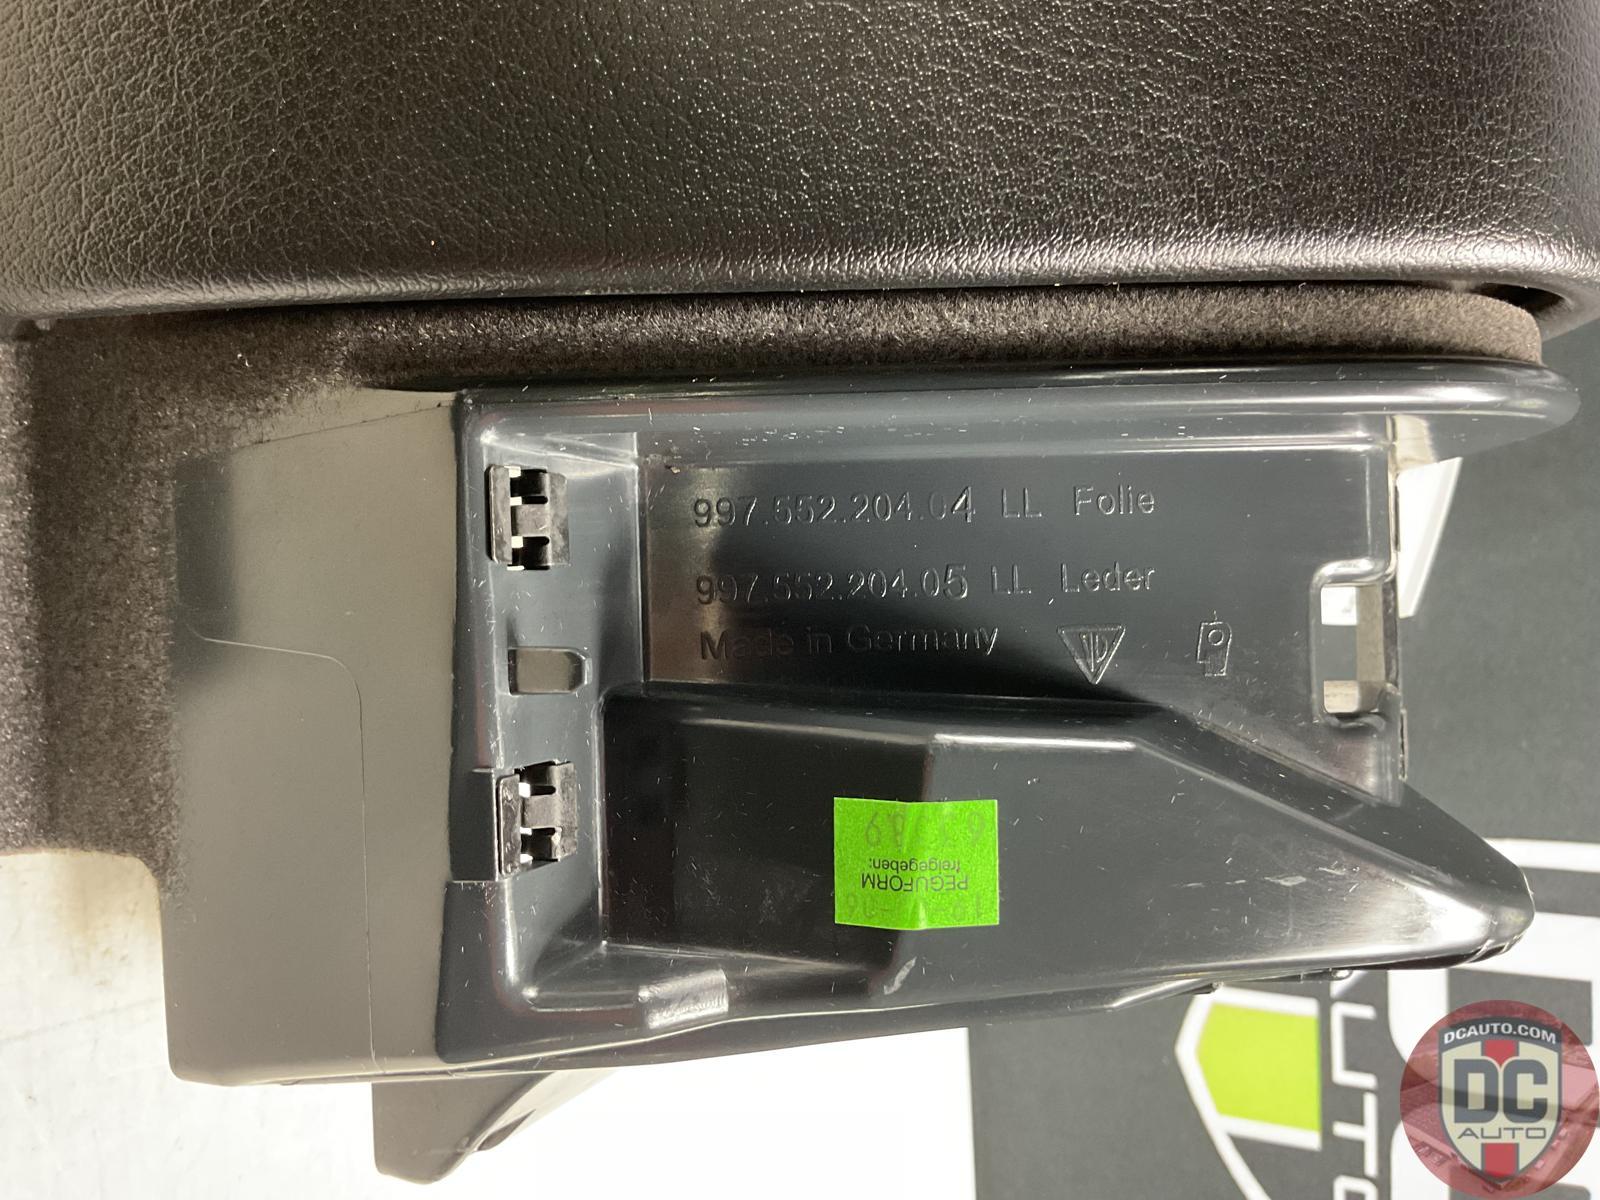 997.552.204.04 LL Folie
997.552.204.05 LL Leder
Made in Germany
PEGUFORM
freigegeben:
DCAUTO.COM
DC
AUTO